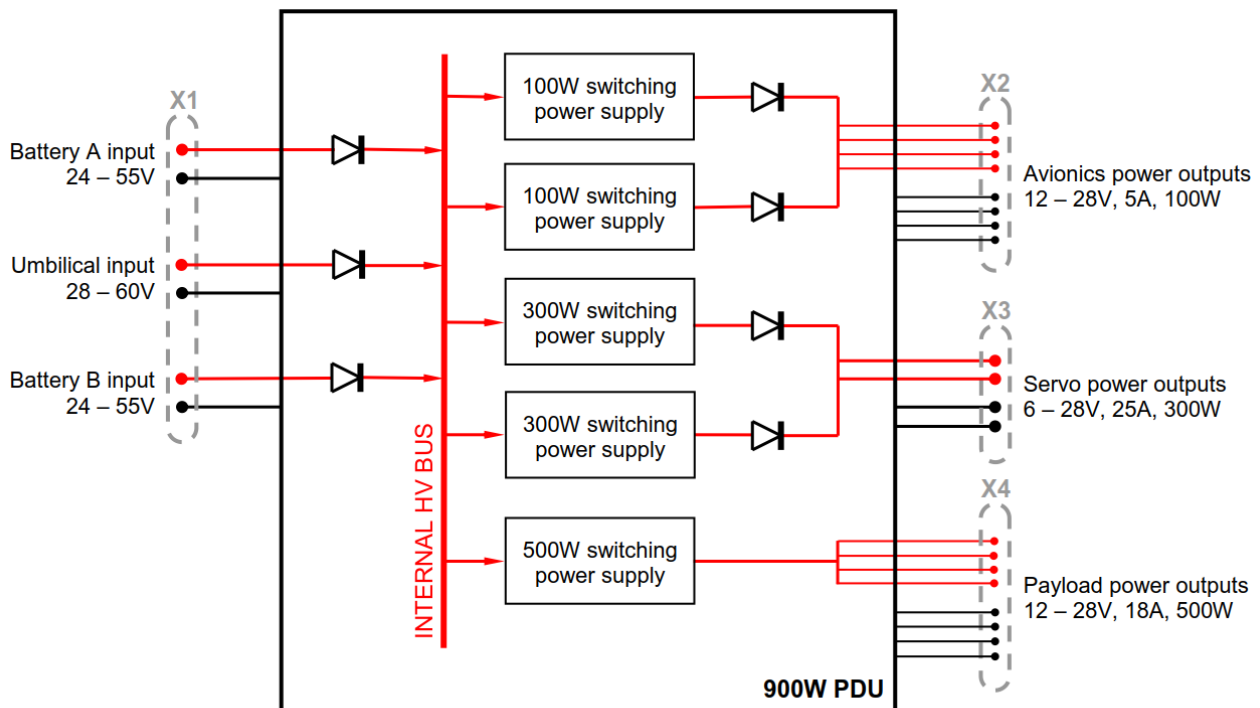 X1
Battery A input
24 – 55V
Umbilical input
28 – 60V
Battery B input
24 – 55V
INTERNAL HV BUS
100W switching
power supply
100W switching
power supply
300W switching
power supply
300W switching
power supply
500W switching
power supply
X2
Avionics power outputs
12 – 28V, 5A, 100W
X3
Servo power outputs
6 – 28V, 25A, 300W
X4
Payload power outputs
12 – 28V, 18A, 500W
900W PDU